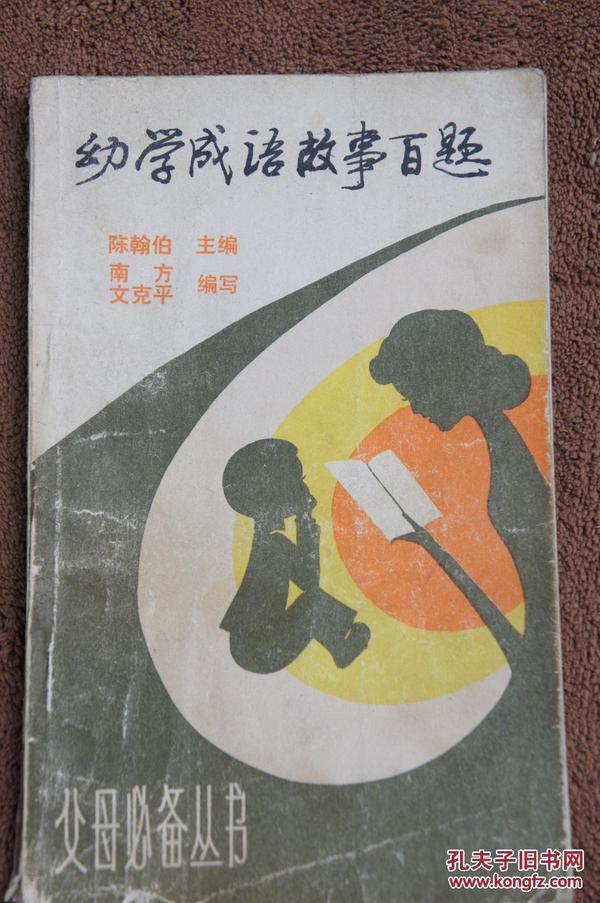 幼学成语故事百题
陈翰伯 主编
南方
文克平 编写
父母必备丛书
孔夫子旧书网
www.kongfz.com